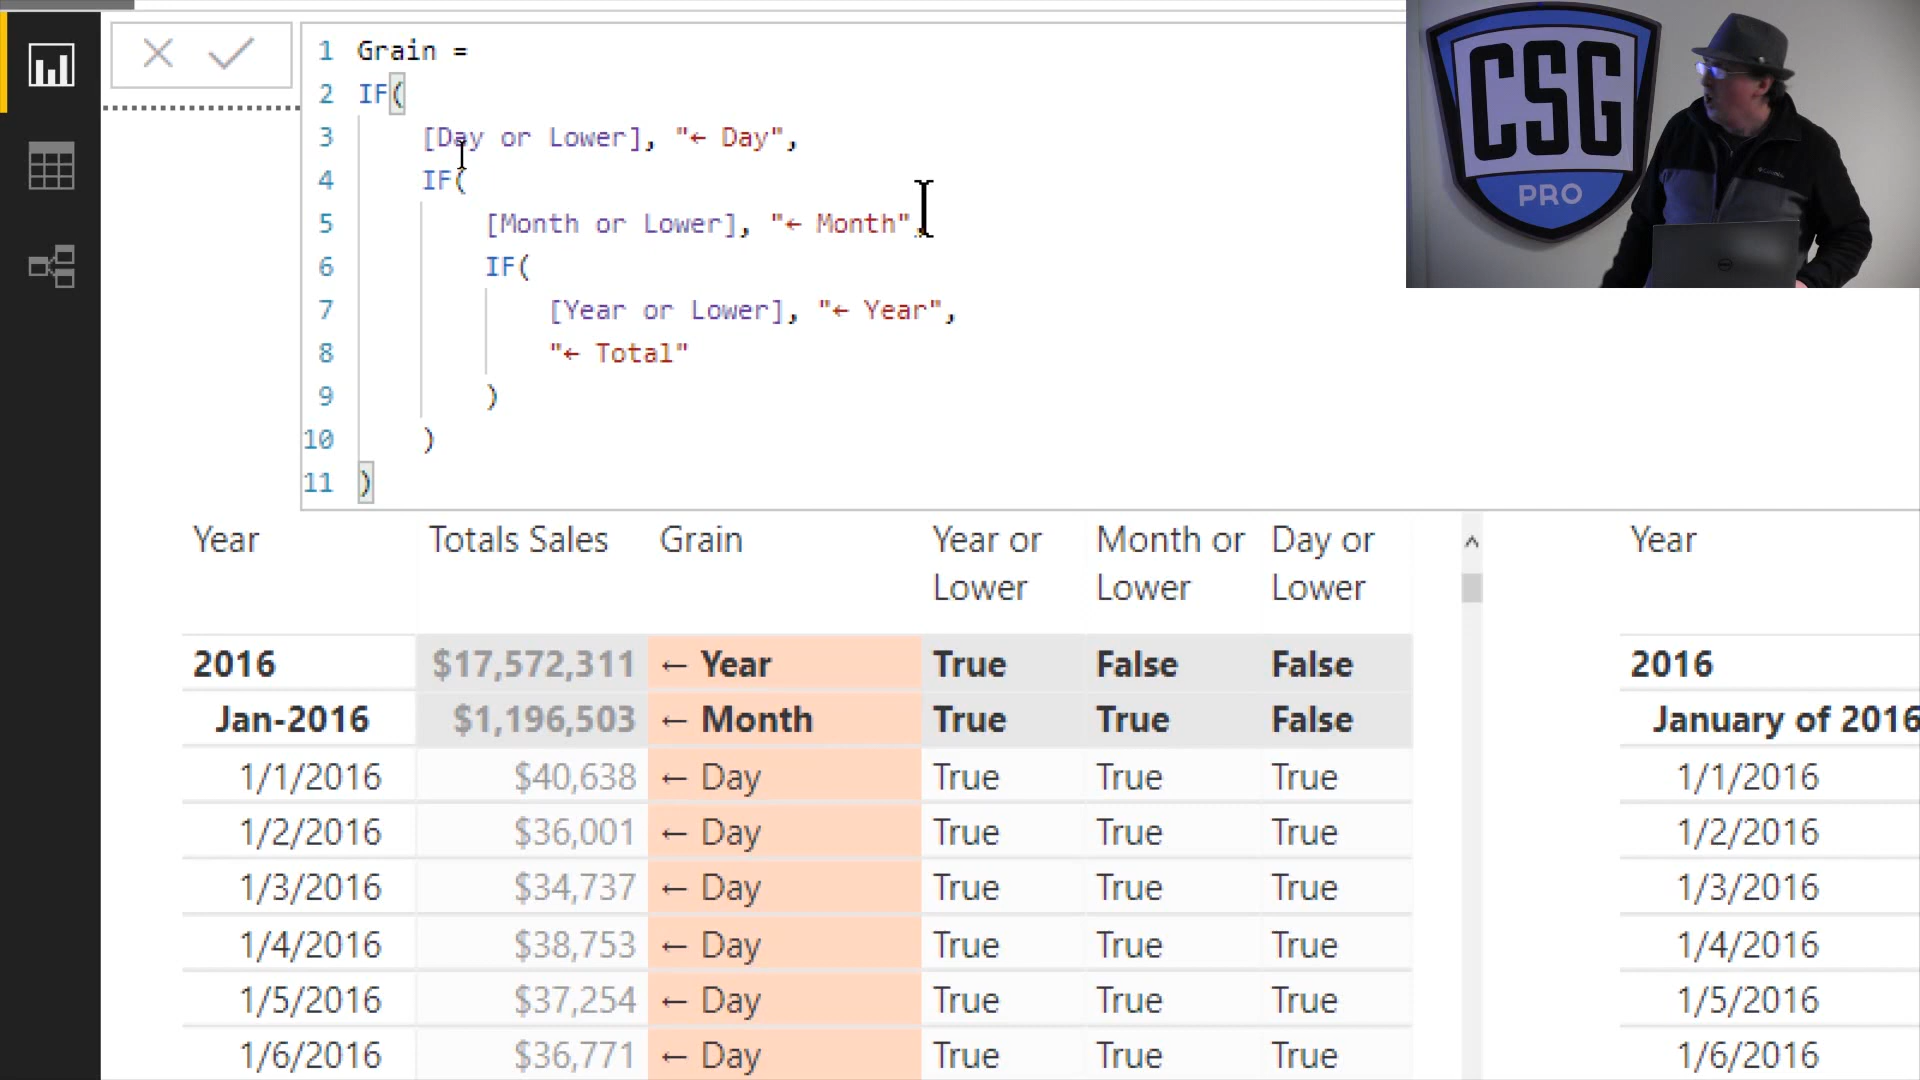 1 Grain =
2 IF(
3 [Day or Lower], "← Day",
4 IF(
5 [Month or Lower], "← Month",
6 IF(
7 [Year or Lower], "← Year",
8 "← Total"
9 )
10 )
11 )
CSG
PRO
Year Totals Sales Grain Year or Lower Month or Lower Day or Lower Year
2016 $17,572,311 ← Year True False False 2016
Jan-2016 $1,196,503 ← Month True True False January of 2016
1/1/2016 $40,638 ← Day True True True 1/1/2016
1/2/2016 $36,001 ← Day True True True 1/2/2016
1/3/2016 $34,737 ← Day True True True 1/3/2016
1/4/2016 $38,753 ← Day True True True 1/4/2016
1/5/2016 $37,254 ← Day True True True 1/5/2016
1/6/2016 $36,771 ← Day True True True 1/6/2016